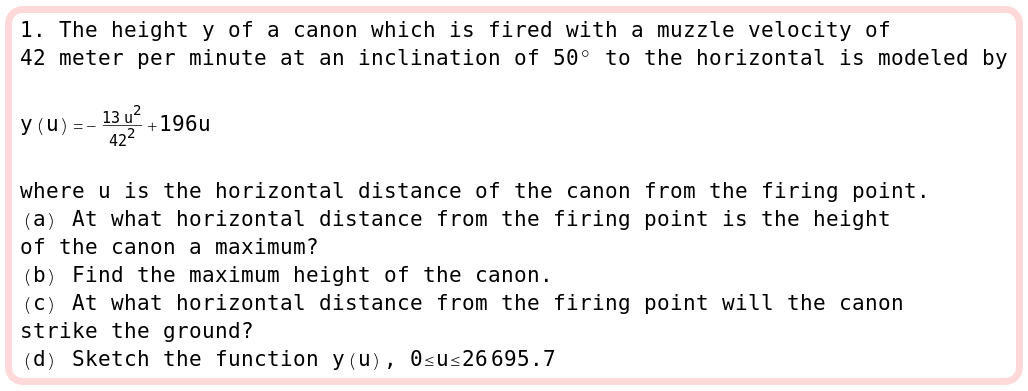 1. The height y of a canon which is fired with a muzzle velocity of
42 meter per minute at an inclination of 50° to the horizontal is modeled by
y(u)=-\frac{13 u^2}{42^2}+196u
where u is the horizontal distance of the canon from the firing point.
(a) At what horizontal distance from the firing point is the height
of the canon a maximum?
(b) Find the maximum height of the canon.
(c) At what horizontal distance from the firing point will the canon
strike the ground?
(d) Sketch the function y(u), 0≤u≤26695.7